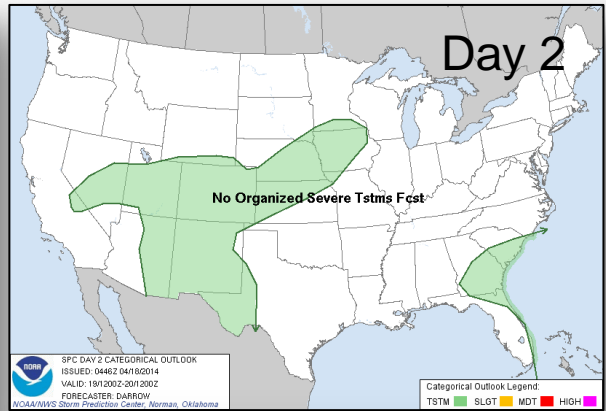 Day 2
No Organized Severe Tstms Fcst
NOAA
SPC DAY 2 CATEGORICAL OUTLOOK
ISSUED: 0446Z 04/18/2014
VALID: 19/1200Z-20/1200Z
FORECASTER: DARROW
NOAA/NWS Storm Prediction Center, Norman, Oklahoma
Categorical Outlook Legend:
TSTM SLGT MDT HIGH